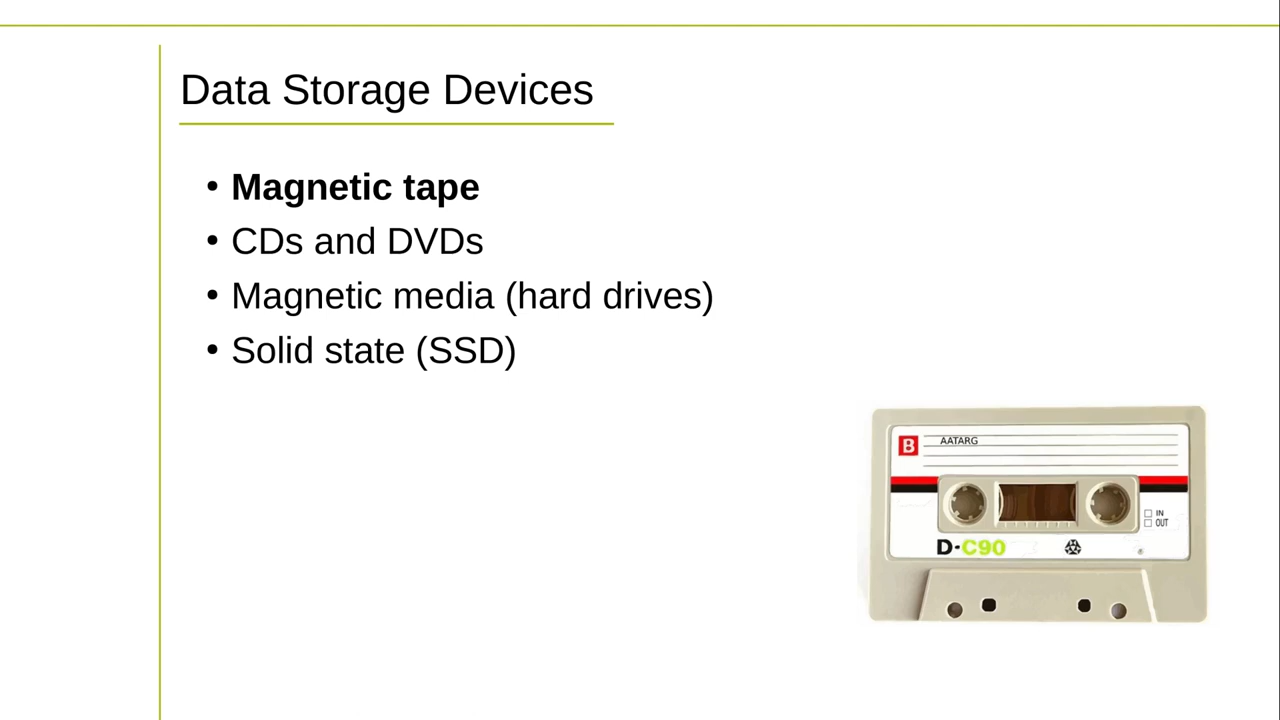 Data Storage Devices
• Magnetic tape
• CDs and DVDs
• Magnetic media (hard drives)
• Solid state (SSD)
B AATARG
IN
OUT
D·C90